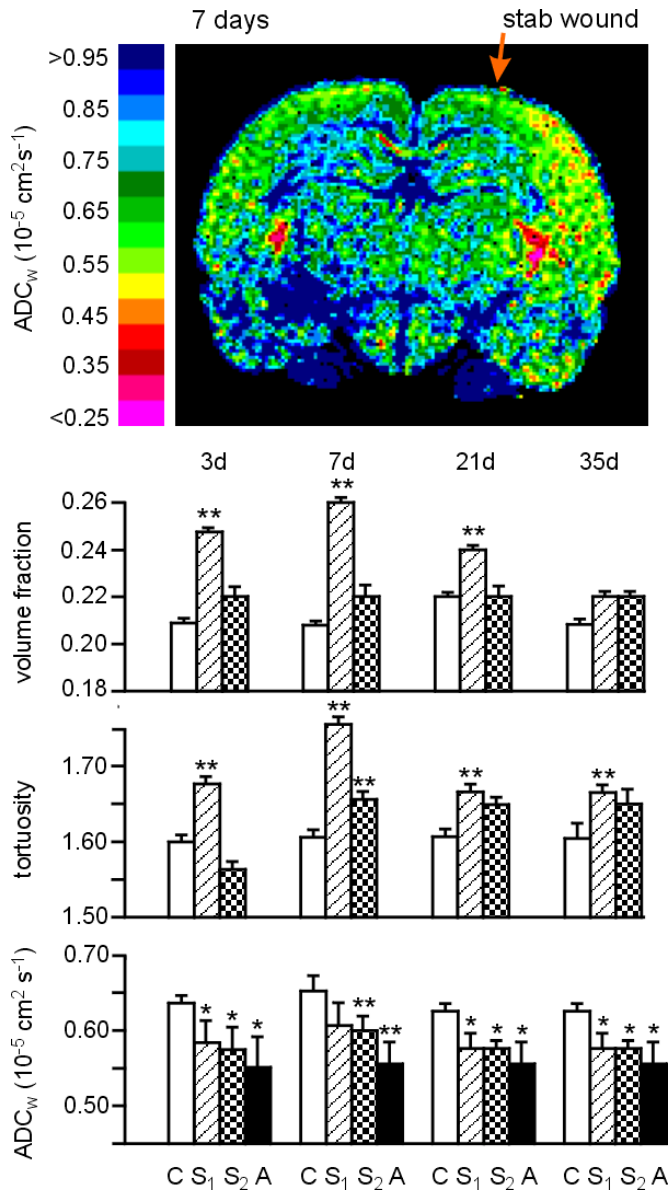 7 days
stab wound
ADCw (10⁻⁵ cm²s⁻¹)
>0.95
0.85
0.75
0.65
0.55
0.45
0.35
<0.25
3d 7d 21d 35d
volume fraction
0.26
0.24
0.22
0.20
0.18
** ** **
tortuosity
1.70
1.60
1.50
** ** ** ** **
ADCw (10⁻⁵ cm² s⁻¹)
0.70
0.60
0.50
* * * ** ** * * * * * *
C S₁ S₂ A C S₁ S₂ A C S₁ S₂ A C S₁ S₂ A